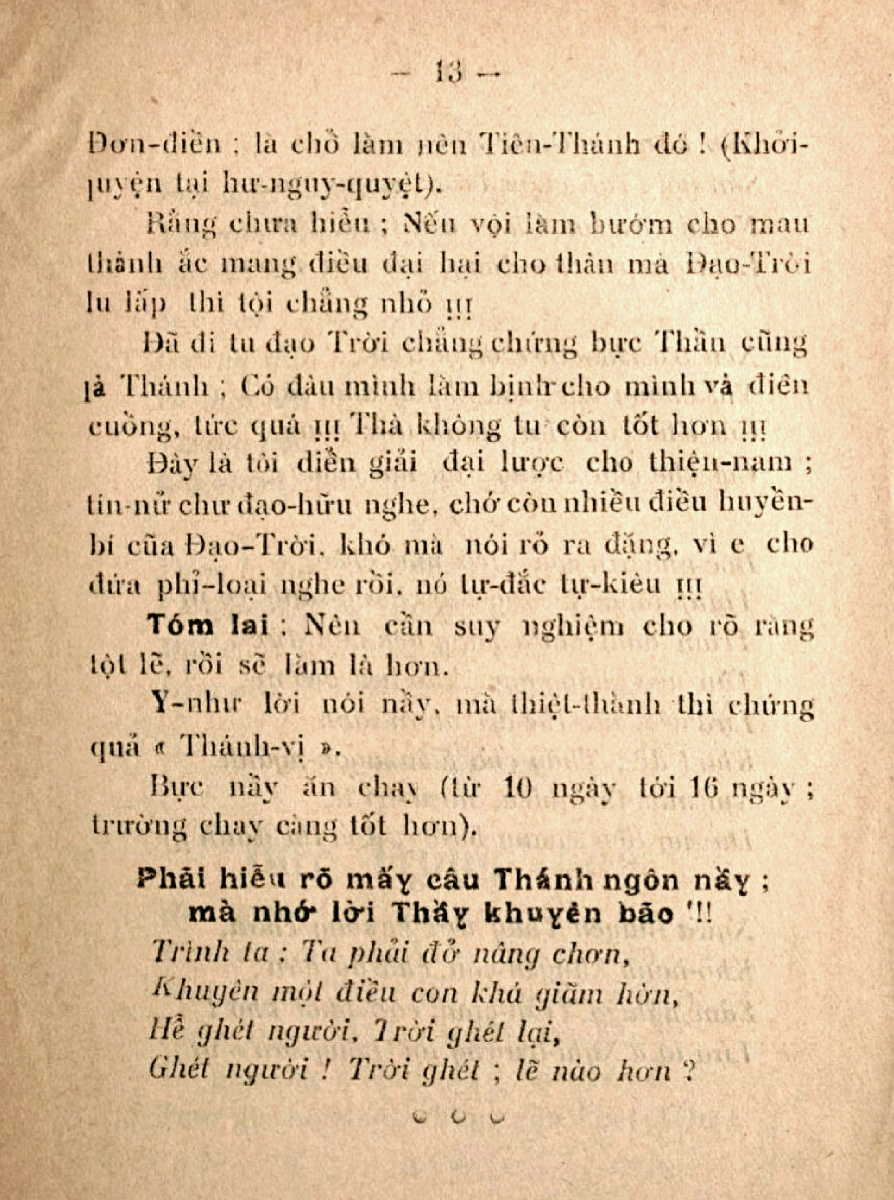 — 13 —
Đơn-điền ; là chỗ làm nên Tiên-Thánh đó ! (Khởi-
luyện tại hư-nguy-quyệt).
Rằng chưa hiểu ; Nếu vội làm bướm cho mau
thành ắc mang điều đại hại cho thân mà Đạo-Trời
lu lấp thì tội chẳng nhỏ !!!
Đã đi tu đạo Trời chẳng chứng bực Thần cũng
là Thánh ; Có đâu mình làm bịnh cho mình và điên
cuồng, tức quá !!! Thà không tu còn tốt hơn !!!
Đây là tôi diễn giải đại lược cho thiện-nam ;
tín-nử chư đạo-hữu nghe, chớ còn nhiều điều huyền-
bí cũa Đạo-Trời, khó mà nói rỏ ra đặng, vì e cho
đứa phỉ-loại nghe rồi, nó tự-đắc tự-kiêu !!!
Tóm lai : Nên cần suy nghiệm cho rõ ràng
tột lẽ, rồi sẽ làm là hơn.
Y-như lời nói nầy, mà thiệt-thành thì chứng
quả « Thánh-vị ».
Bực nầy ăn chay (từ 10 ngày tới 16 ngày ;
trường chay càng tốt hơn).
Phải hiểu rõ mấy câu Thánh ngôn nầy ;
mà nhớ lời Thầy khuyên bảo !!!
Trình ta : Ta phải đở nâng chơn,
Khuyên một điều con khá giãm hờn,
Hễ ghét người, Trời ghét lại,
Ghét người ! Trời ghét ; lẽ nào hơn ?